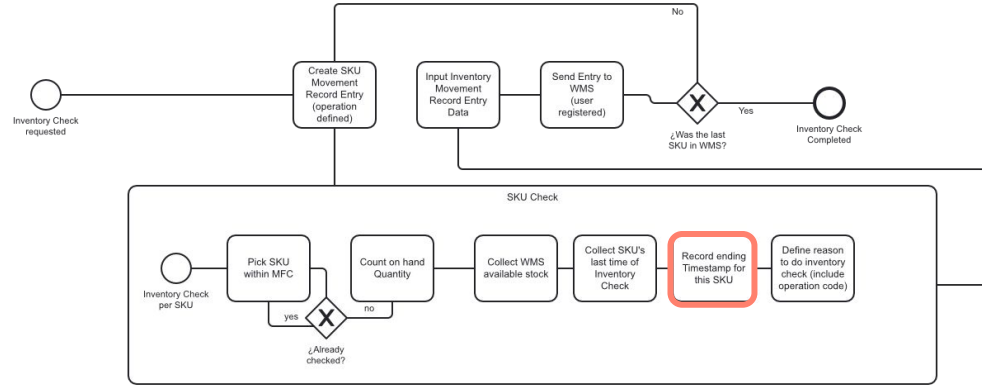 No
Create SKU
Movement
Record Entry
(operation
defined)
Input Inventory
Movement
Record Entry
Data
Send Entry to
WMS
(user
registered)
X
Yes
¿Was the last
SKU in WMS?
Inventory Check
requested
Inventory Check
Completed
SKU Check
Inventory Check
per SKU
Pick SKU
within MFC
yes
X
no
¿Already
checked?
Count on hand
Quantity
Collect WMS
available stock
Collect SKU's
last time of
Inventory
Check
Record ending
Timestamp for
this SKU
Define reason
to do inventory
check (include
operation code)